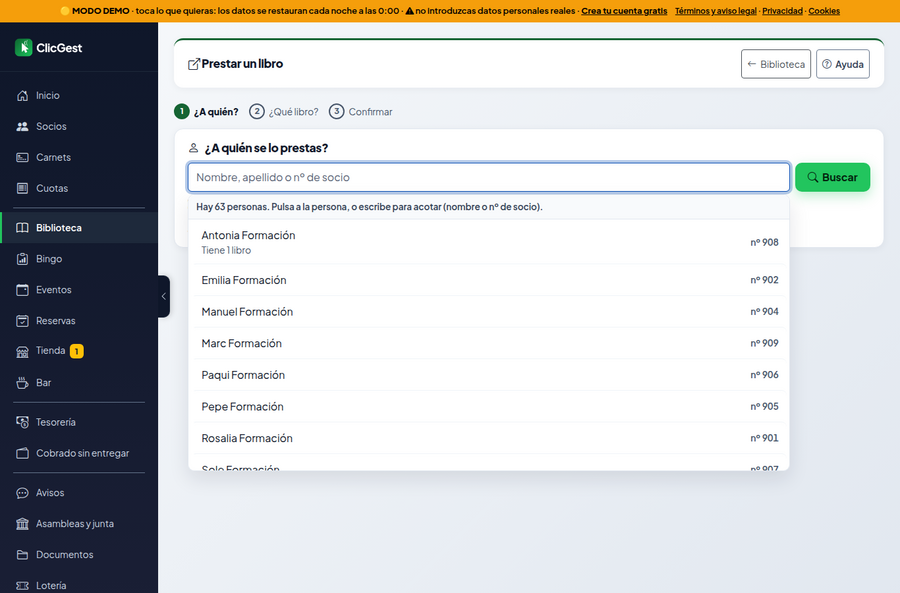 MODO DEMO · toca lo que quieras: los datos se restauran cada noche a las 0:00 · ⚠ no introduzcas datos personales reales · Crea tu cuenta gratis Términos y aviso legal · Privacidad · Cookies
ClicGest
Inicio
Socios
Carnets
Cuotas
Biblioteca
Bingo
Eventos
Reservas
Tienda 1
Bar
Tesorería
Cobrado sin entregar
Avisos
Asambleas y junta
Documentos
Lotería
Prestar un libro
← Biblioteca
Ayuda
1 ¿A quién? 2 ¿Qué libro? 3 Confirmar
¿A quién se lo prestas?
Nombre, apellido o nº de socio
Buscar
Hay 63 personas. Pulsa a la persona, o escribe para acotar (nombre o nº de socio).
Antonia Formación
Tiene 1 libro
nº 908
Emilia Formación nº 902
Manuel Formación nº 904
Marc Formación nº 909
Paqui Formación nº 906
Pepe Formación nº 905
Rosalia Formación nº 901
Sole Formación nº 907